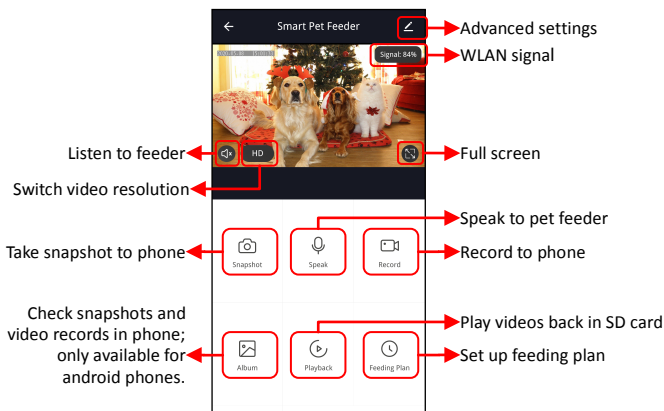 Smart Pet Feeder
Advanced settings
Signal: 84%
WLAN signal
Listen to feeder
HD
Full screen
Switch video resolution
Speak to pet feeder
Take snapshot to phone
Snapshot
Speak
Record
Record to phone
Check snapshots and
video records in phone;
only available for
android phones.
Play videos back in SD card
Album
Playback
Feeding Plan
Set up feeding plan